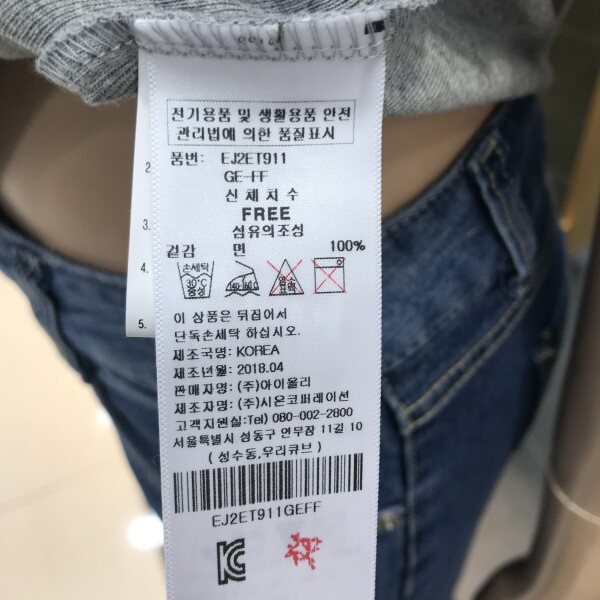 전기용품 및 생활용품 안전
관리법에 의한 품질표시
품번: EJ2ET911
GE-FF
신체치수
FREE
섬유의조성
겉감 면 100%
손세탁
30℃
중성
2.
3.
4.
5.
이 상품은 뒤집어서
단독손세탁 하십시오.
제조국명: KOREA
제조년월: 2018.04
판매자명: (주)아이올리
제조자명: (주)시온코퍼레이션
고객지원실:Tel) 080-002-2800
서울특별시 성동구 연무장 11길 10
(성수동,우리큐브)
EJ2ET911GEFF